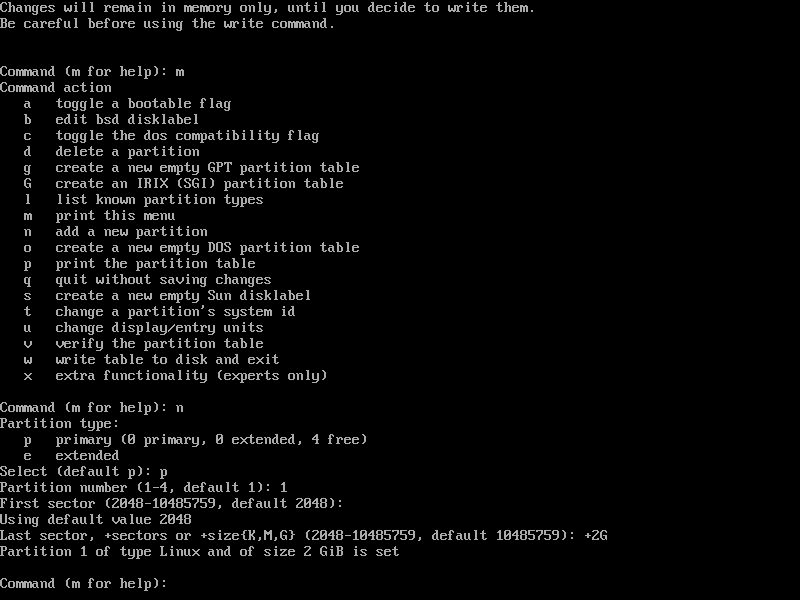 Changes will remain in memory only, until you decide to write them.
Be careful before using the write command.
Command (m for help): m
Command action
a   toggle a bootable flag
b   edit bsd disklabel
c   toggle the dos compatibility flag
d   delete a partition
g   create a new empty GPT partition table
G   create an IRIX (SGI) partition table
l   list known partition types
m   print this menu
n   add a new partition
o   create a new empty DOS partition table
p   print the partition table
q   quit without saving changes
s   create a new empty Sun disklabel
t   change a partition's system id
u   change display/entry units
v   verify the partition table
w   write table to disk and exit
x   extra functionality (experts only)
Command (m for help): n
Partition type:
p   primary (0 primary, 0 extended, 4 free)
e   extended
Select (default p): p
Partition number (1-4, default 1): 1
First sector (2048-10485759, default 2048):
Using default value 2048
Last sector, +sectors or +size{K,M,G} (2048-10485759, default 10485759): +2G
Partition 1 of type Linux and of size 2 GiB is set
Command (m for help):